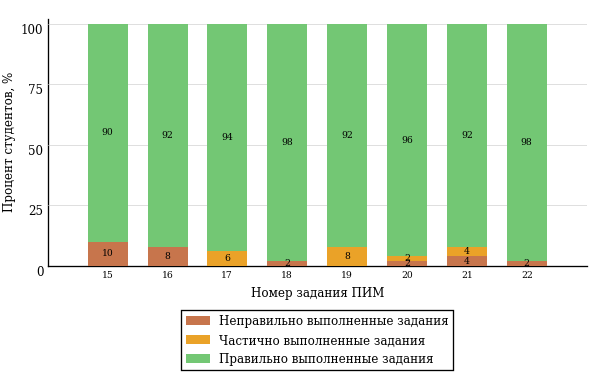 Процент студентов, %
100
75
50
25
0
90 92 94 98 92 96 92 98
10 8 6 2 8 2 4 2
2 4
15 16 17 18 19 20 21 22
Номер задания ПИМ
Неправильно выполненные задания
Частично выполненные задания
Правильно выполненные задания